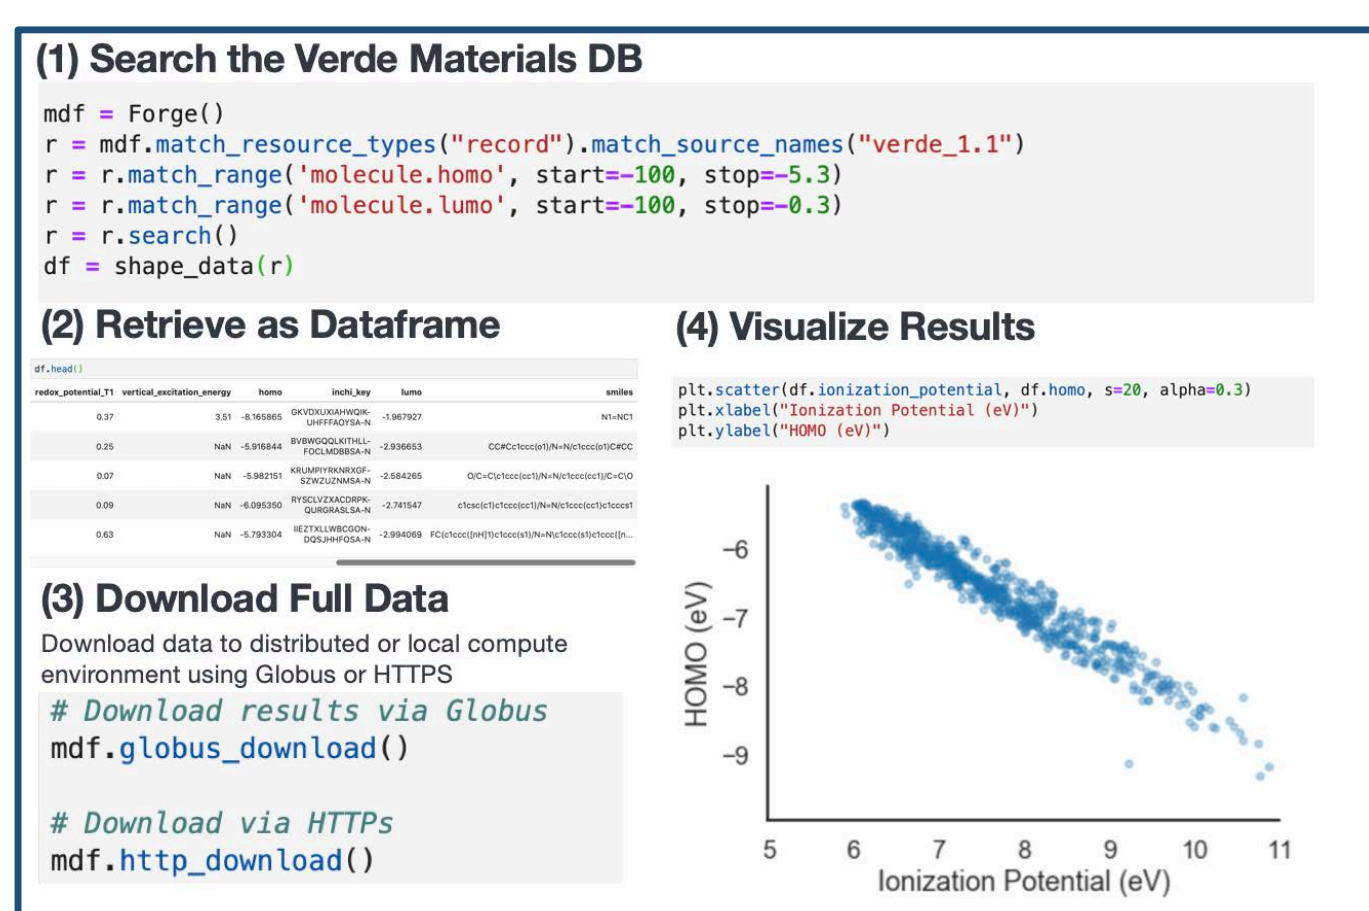 (1) Search the Verde Materials DB
mdf = Forge()
r = mdf.match_resource_types("record").match_source_names("verde_1.1")
r = r.match_range('molecule.homo', start=-100, stop=-5.3)
r = r.match_range('molecule.lumo', start=-100, stop=-0.3)
r = r.search()
df = shape_data(r)
(2) Retrieve as Dataframe
df.head()
redox_potential_T1 vertical_excitation_energy homo inchi_key lumo smiles
0.37 3.51 -8.165865 GKVDXUXIAHWQIK- -1.967927 N1=NC1
UHFFFAOYSA-N
0.25 NaN -5.916844 BVBWGQQLKITHLL- -2.936653 CC#Cc1ccc(o1)/N=N/c1ccc(o1)C#CC
FOCLMDBBSA-N
0.07 NaN -5.982151 KRUMPIYRKNRXGF- -2.584265 O/C=C\c1ccc(cc1)/N=N/c1ccc(cc1)/C=C\O
SZWZUZNMSA-N
0.09 NaN -6.095350 RYSCLVZXACDRPK- -2.741547 c1csc(c1)c1ccc(cc1)/N=N/c1ccc(cc1)c1cccs1
QURGRASLSA-N
0.63 NaN -5.793304 IIEZTXLLWBCGON- -2.994069 FC(c1ccc([nH]1)c1ccc(s1)/N=N\c1ccc(s1)c1ccc([n...
DQSJHHFOSA-N
(3) Download Full Data
Download data to distributed or local compute
environment using Globus or HTTPS
# Download results via Globus
mdf.globus_download()
# Download via HTTPs
mdf.http_download()
(4) Visualize Results
plt.scatter(df.ionization_potential, df.homo, s=20, alpha=0.3)
plt.xlabel("Ionization Potential (eV)")
plt.ylabel("HOMO (eV)")
HOMO (eV)
−6
−7
−8
−9
5 6 7 8 9 10 11
Ionization Potential (eV)